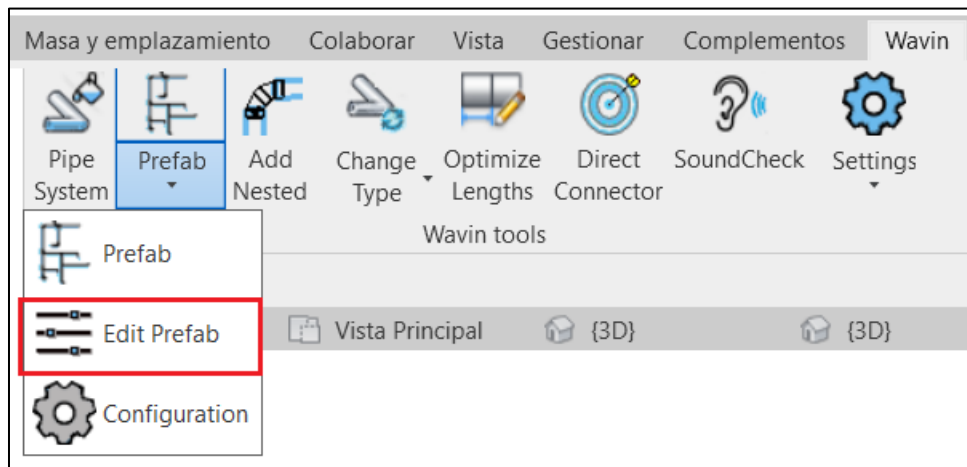 Masa y emplazamiento Colaborar Vista Gestionar Complementos Wavin
Pipe Prefab Add Change Optimize Direct SoundCheck Settings
System Nested Type Lengths Connector
Wavin tools
Prefab
Edit Prefab Vista Principal {3D} {3D}
Configuration